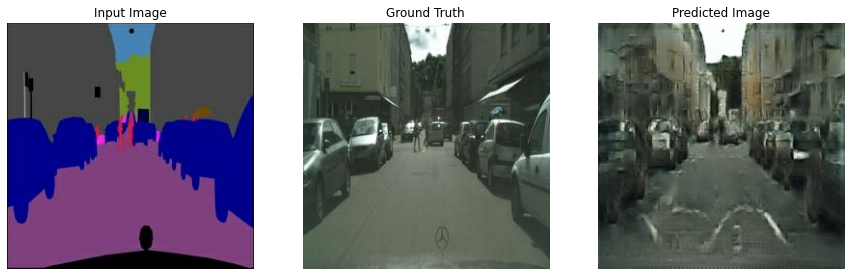 Input Image
Ground Truth
Predicted Image